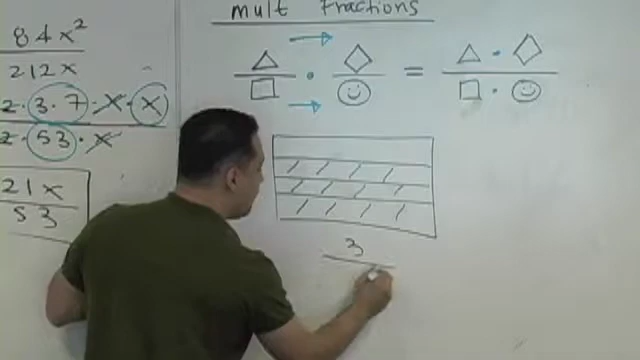 mult Fractions
84x²
212x
2·3·7·x·x
2·53·x
21x
53
△/□ · ◇/☺ = △·◇/□·☺
3